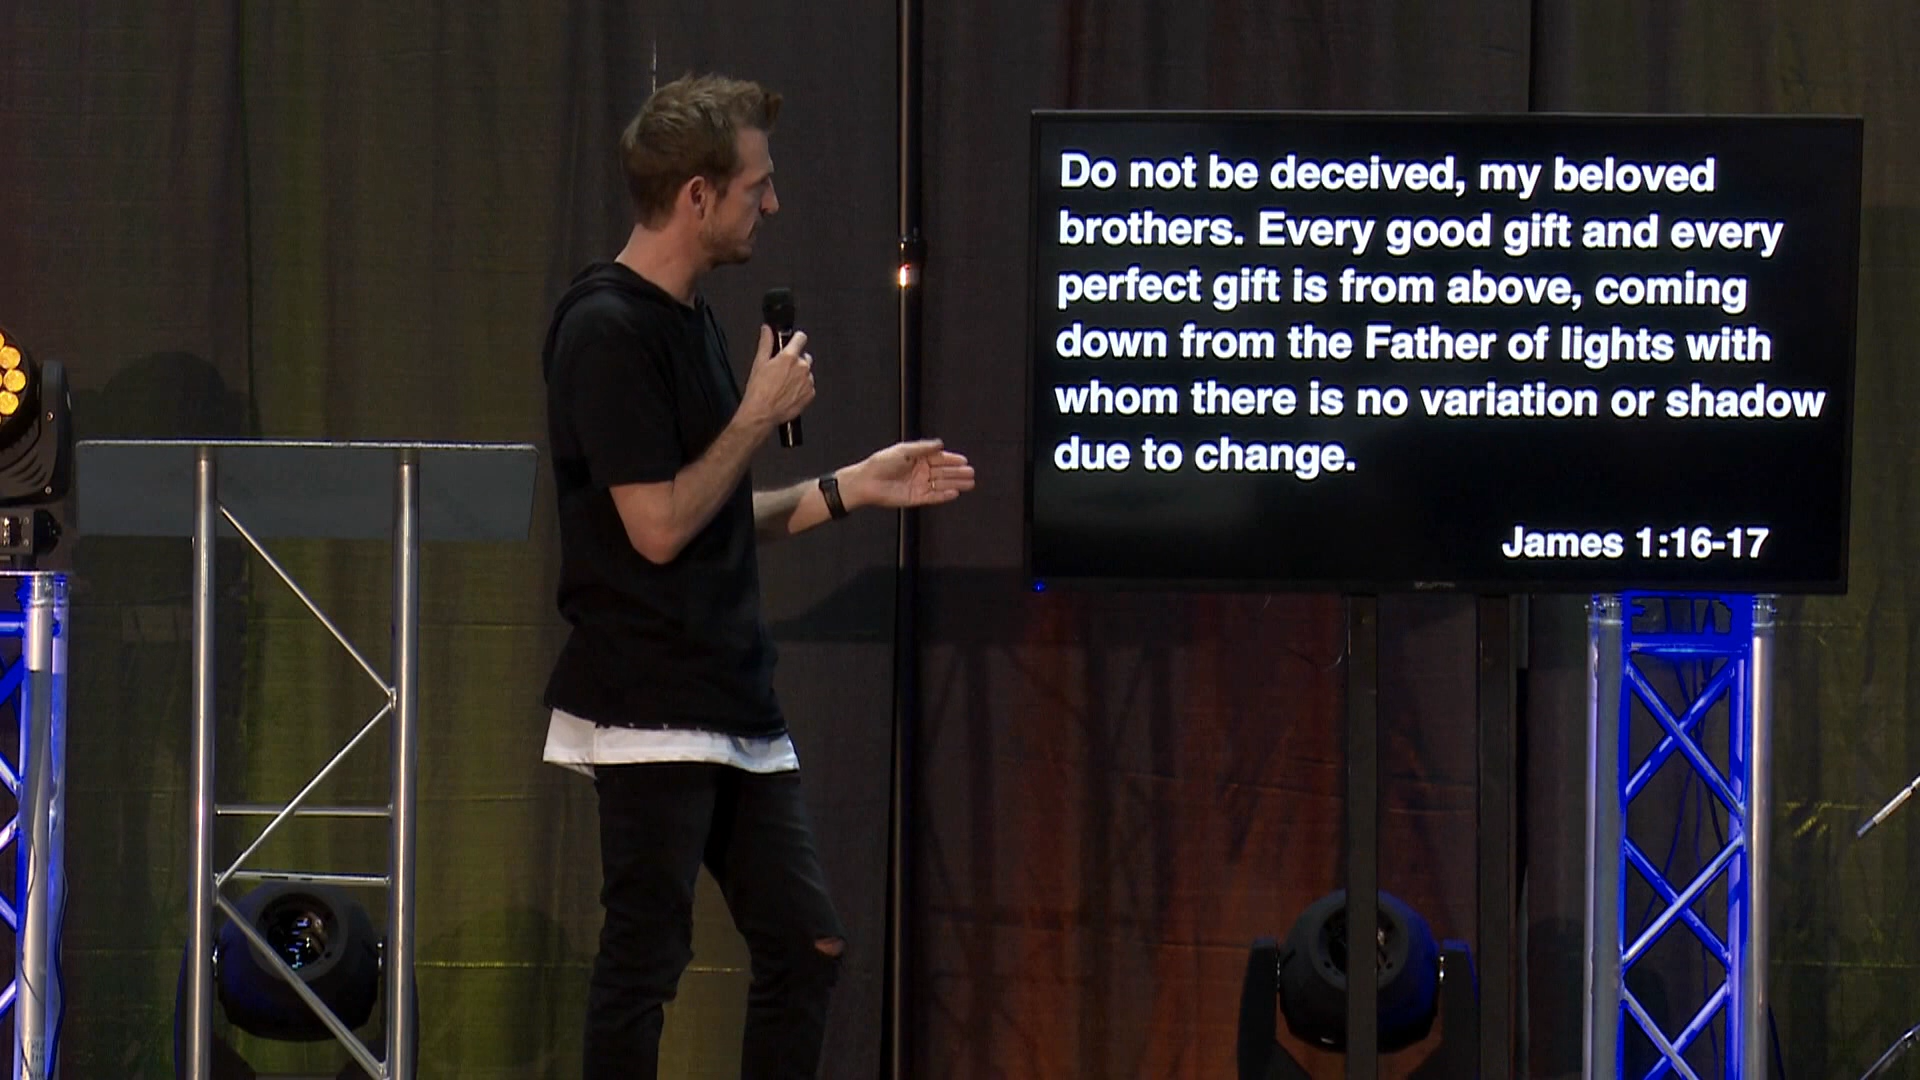 Do not be deceived, my beloved
brothers. Every good gift and every
perfect gift is from above, coming
down from the Father of lights with
whom there is no variation or shadow
due to change.
James 1:16-17